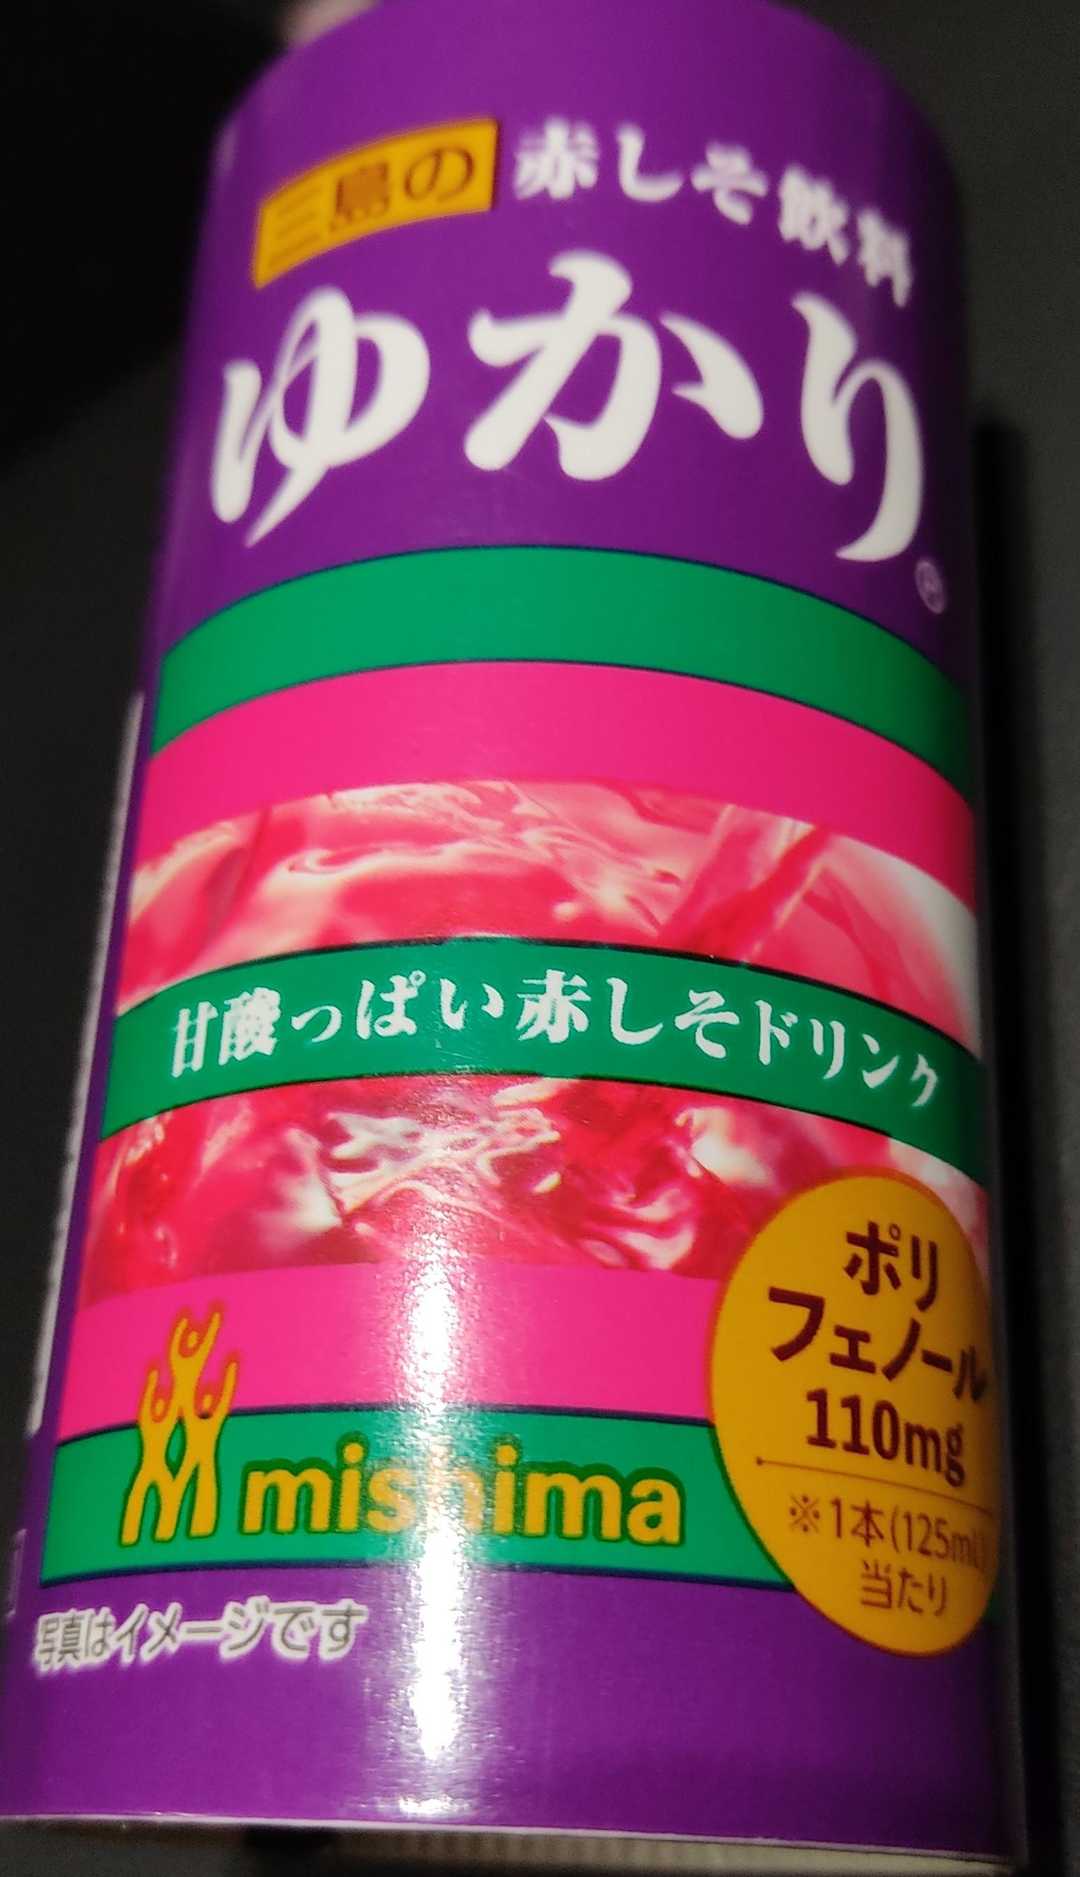 三島の 赤しそ飲料
ゆかり®
甘酸っぱい赤しそドリンク
ポリ
フェノール
110mg
※1本(125ml)
当たり
mishima
写真はイメージです